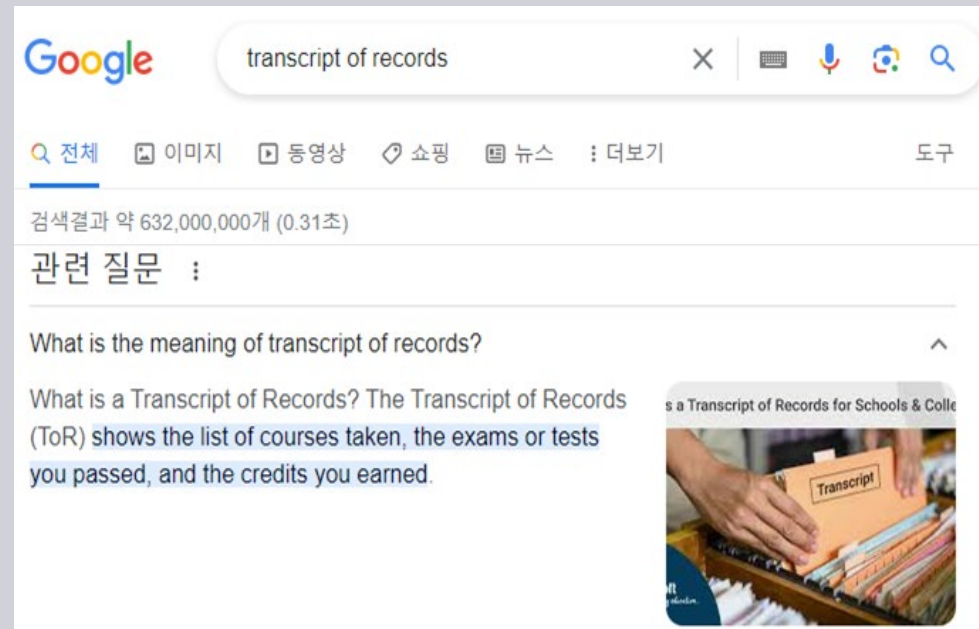 Google
transcript of records
전체 이미지 동영상 쇼핑 뉴스 더보기 도구
검색결과 약 632,000,000개 (0.31초)
관련 질문
What is the meaning of transcript of records?
What is a Transcript of Records? The Transcript of Records
(ToR) shows the list of courses taken, the exams or tests
you passed, and the credits you earned.
s a Transcript of Records for Schools & Colle
Transcript